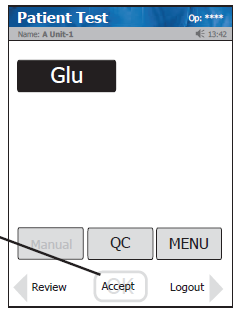 Patient Test Op: ****
Name: A Unit-1 13:42
Glu
Manual QC MENU
Review Accept Logout
OK